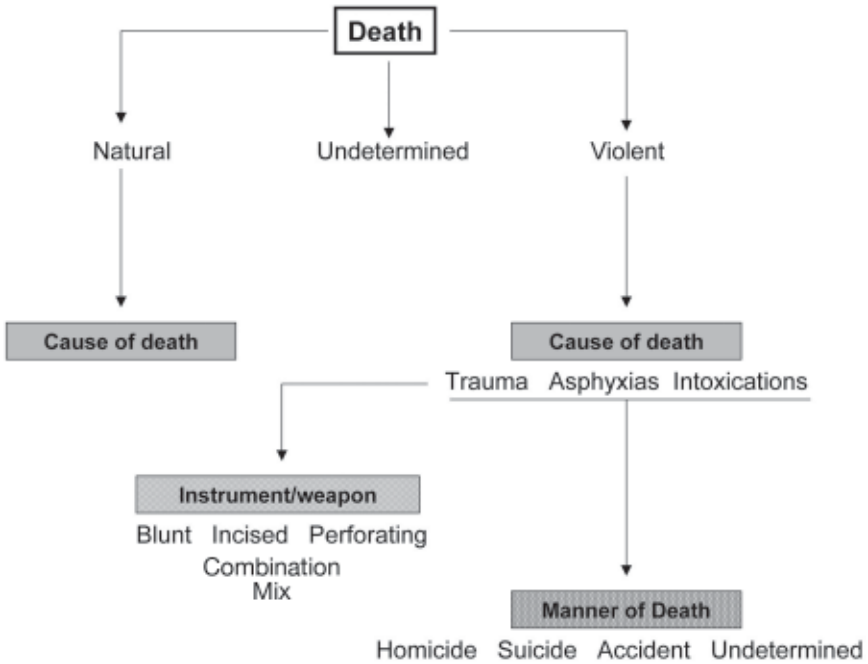 Death
Natural Undetermined Violent
Cause of death Cause of death
Trauma Asphyxias Intoxications
Instrument/weapon
Blunt Incised Perforating
Combination
Mix
Manner of Death
Homicide Suicide Accident Undetermined